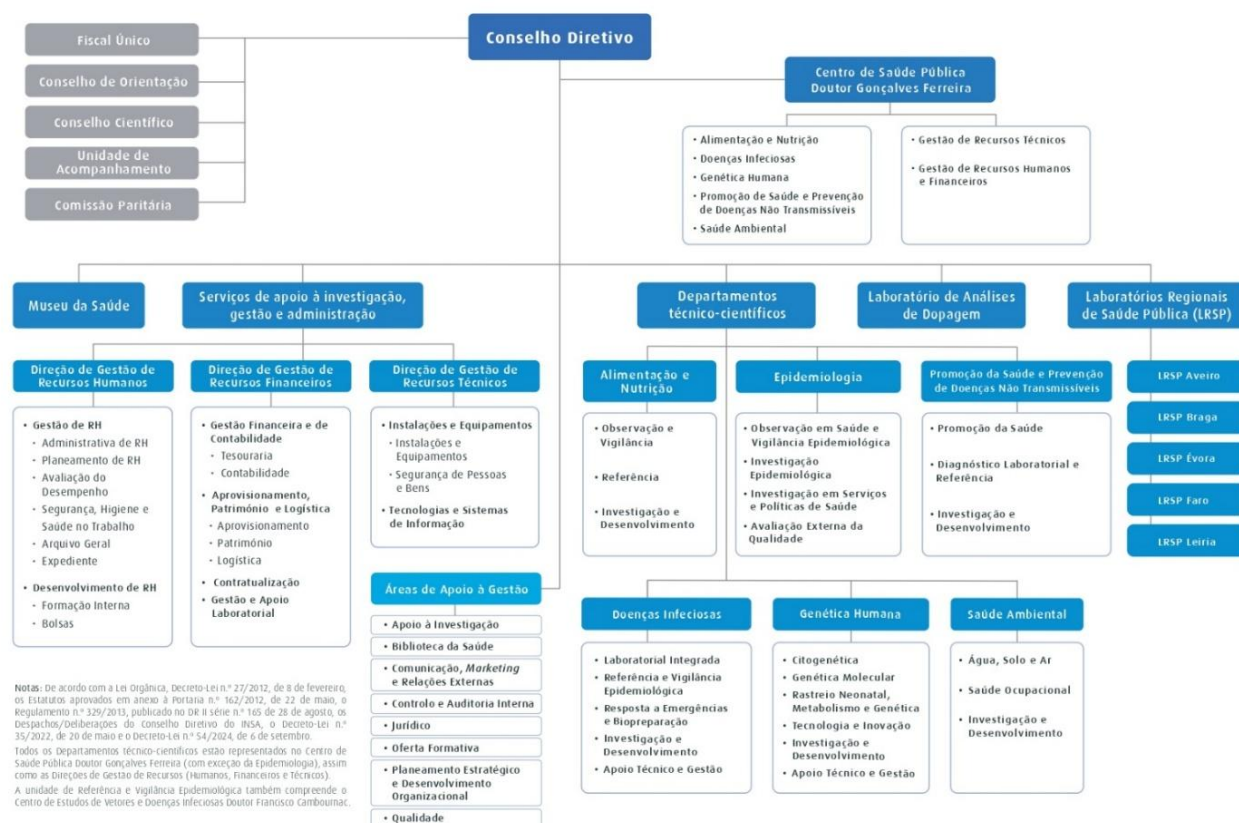 Conselho Diretivo
Fiscal Único
Conselho de Orientação
Conselho Científico
Unidade de
Acompanhamento
Comissão Paritária
Centro de Saúde Pública
Doutor Gonçalves Ferreira
• Alimentação e Nutrição
• Doenças Infeciosas
• Genética Humana
• Promoção de Saúde e Prevenção
de Doenças Não Transmissíveis
• Saúde Ambiental
• Gestão de Recursos Técnicos
• Gestão de Recursos Humanos
e Financeiros
Museu da Saúde
Serviços de apoio à investigação,
gestão e administração
Departamentos
técnico-científicos
Laboratório de Análises
de Dopagem
Laboratórios Regionais
de Saúde Pública (LRSP)
Direção de Gestão de
Recursos Humanos
• Gestão de RH
• Administrativa de RH
• Planeamento de RH
• Avaliação do
Desempenho
• Segurança, Higiene e
Saúde no Trabalho
• Arquivo Geral
• Expediente
• Desenvolvimento de RH
• Formação Interna
• Bolsas
Direção de Gestão de
Recursos Financeiros
• Gestão Financeira e de
Contabilidade
• Tesouraria
• Contabilidade
• Aprovisionamento,
Património e Logística
• Aprovisionamento
• Património
• Logística
• Contratualização
• Gestão e Apoio
Laboratorial
Direção de Gestão de
Recursos Técnicos
• Instalações e Equipamentos
• Instalações e
Equipamentos
• Segurança de Pessoas
e Bens
• Tecnologias e Sistemas
de Informação
Áreas de Apoio à Gestão
• Apoio à Investigação
• Biblioteca da Saúde
• Comunicação, Marketing
e Relações Externas
• Controlo e Auditoria Interna
• Jurídico
• Oferta Formativa
• Planeamento Estratégico
e Desenvolvimento
Organizacional
• Qualidade
Alimentação e
Nutrição
• Observação e
Vigilância
• Referência
• Investigação e
Desenvolvimento
Epidemiologia
• Observação em Saúde e
Vigilância Epidemiológica
• Investigação
Epidemiológica
• Investigação em Serviços
e Políticas de Saúde
• Avaliação Externa da
Qualidade
Promoção da Saúde e Prevenção
de Doenças Não Transmissíveis
• Promoção da Saúde
• Diagnóstico Laboratorial e
Referência
• Investigação e
Desenvolvimento
LRSP Aveiro
LRSP Braga
LRSP Évora
LRSP Faro
LRSP Leiria
Doenças Infeciosas
• Laboratorial Integrada
• Referência e Vigilância
Epidemiológica
• Resposta a Emergências
e Biopreparação
• Investigação e
Desenvolvimento
• Apoio Técnico e Gestão
Genética Humana
• Citogenética
• Genética Molecular
• Rastreio Neonatal,
Metabolismo e Genética
• Tecnologia e Inovação
• Investigação e
Desenvolvimento
• Apoio Técnico e Gestão
Saúde Ambiental
• Água, Solo e Ar
• Saúde Ocupacional
• Investigação e
Desenvolvimento
Notas: De acordo com a Lei Orgânica, Decreto-Lei n.º 27/2012, de 8 de fevereiro,
os Estatutos aprovados em anexo à Portaria n.º 162/2012, de 22 de maio, o
Regulamento n.º 329/2013, publicado no DR II série n.º 165 de 28 de agosto, os
Despachos/Deliberações do Conselho Diretivo do INSA, o Decreto-Lei n.º
35/2022, de 20 de maio e o Decreto-Lei n.º 54/2024, de 6 de setembro.
Todos os Departamentos técnico-científicos estão representados no Centro de
Saúde Pública Doutor Gonçalves Ferreira (com exceção da Epidemiologia), assim
como as Direções de Gestão de Recursos (Humanos, Financeiros e Técnicos).
A unidade de Referência e Vigilância Epidemiológica também compreende o
Centro de Estudos de Vetores e Doenças Infeciosas Doutor Francisco Cambournac.